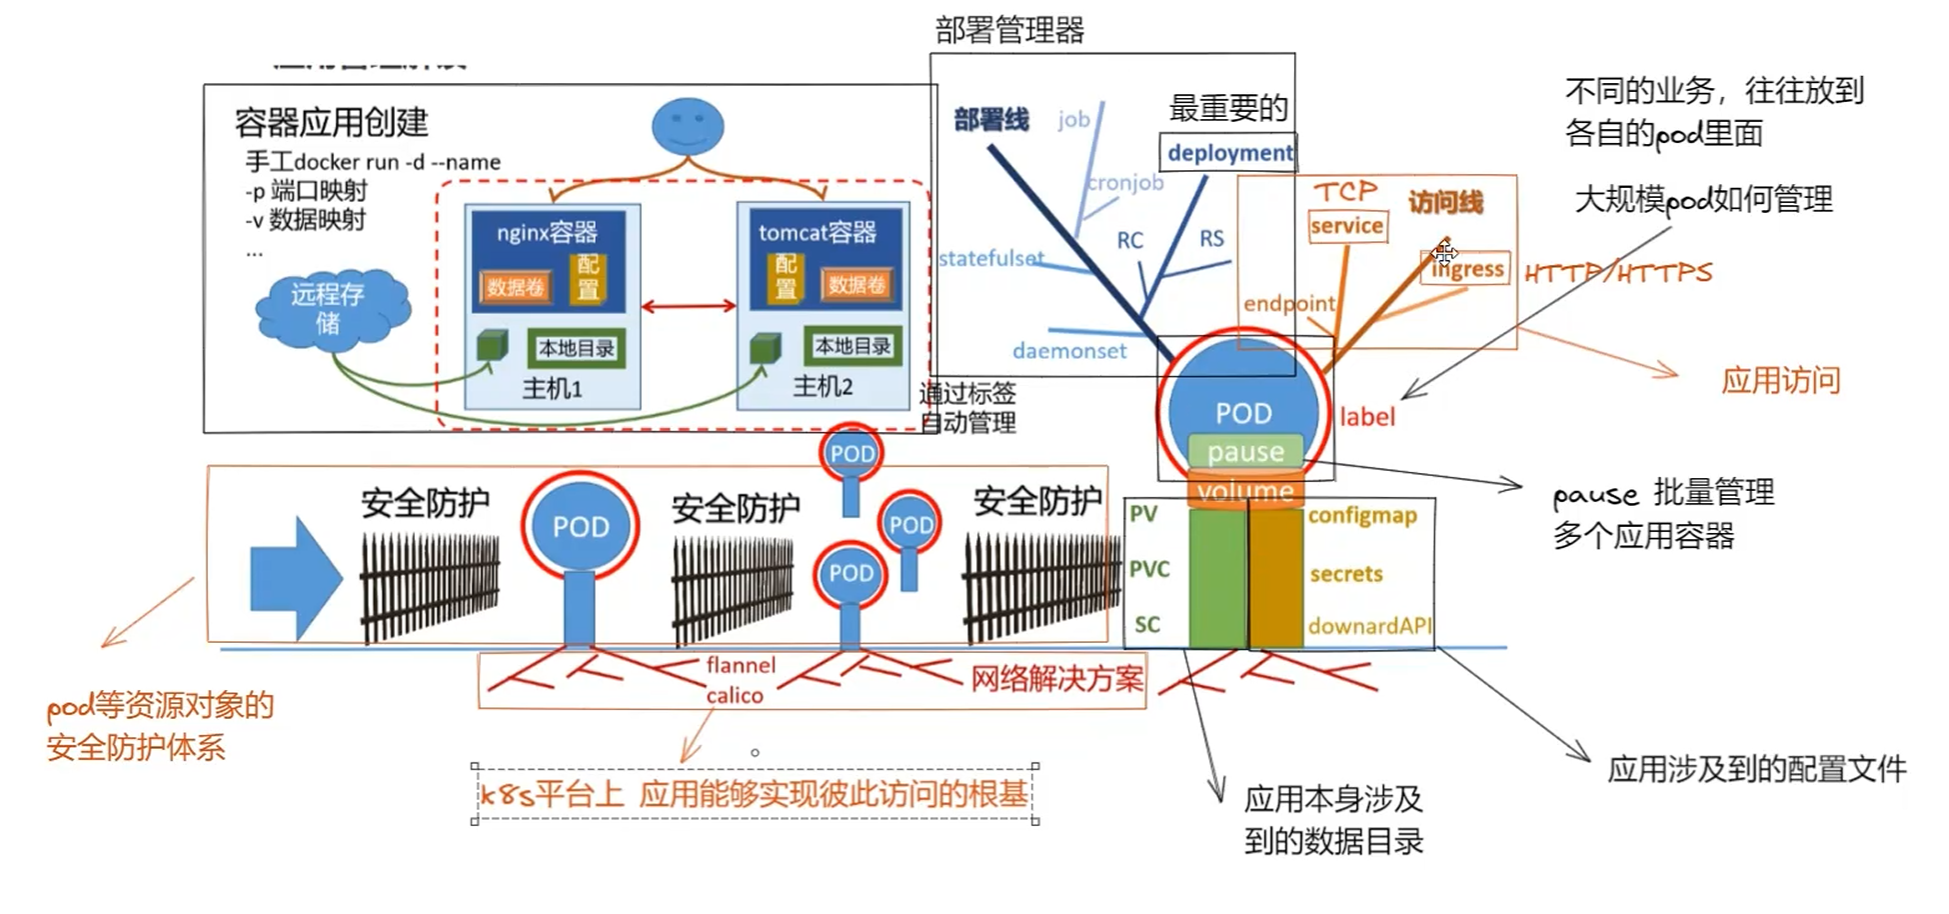 部署管理器
容器应用创建
手工docker run -d --name
-p 端口映射
-v 数据映射
...
远程存
储
nginx容器
数据卷
配
置
本地目录
主机1
tomcat容器
配
置
数据卷
本地目录
主机2
部署线
job
最重要的
deployment
cronjob
RC
RS
statefulset
daemonset
TCP
访问线
service
ingress
HTTP/HTTPS
endpoint
不同的业务，往往放到
各自的pod里面
大规模pod如何管理
应用访问
通过标签
自动管理
POD
label
pause
volume
pause 批量管理
多个应用容器
安全防护
POD
安全防护
POD
POD
POD
安全防护
PV
PVC
SC
configmap
secrets
downardAPI
flannel
calico
网络解决方案
pod等资源对象的
安全防护体系
k8s平台上 应用能够实现彼此访问的根基
应用本身涉及
到的数据目录
应用涉及到的配置文件